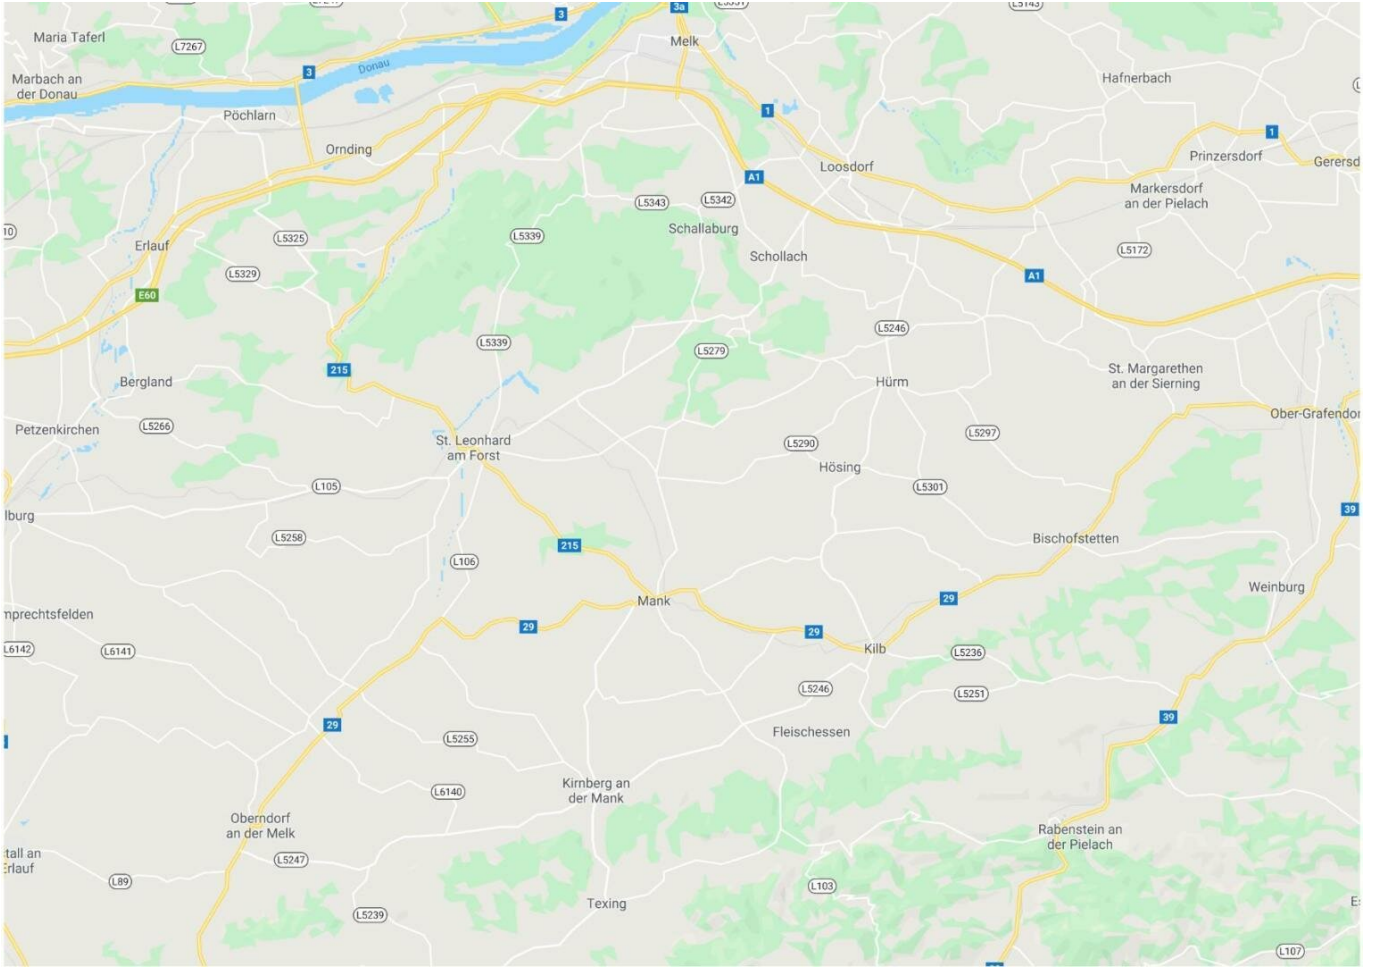 3
3a
Maria Taferl
L7267
Melk
L5143
Marbach an
der Donau
3
Donau
Hafnerbach
Pöchlarn
1
1
Ornding
Loosdorf
Prinzersdorf
Gerersd
A1
Markersdorf
an der Pielach
L5343
L5342
Schallaburg
10
L5325
L5339
Erlauf
Schollach
L5172
L5329
A1
E60
L5246
L5339
L5279
215
Bergland
Hürm
St. Margarethen
an der Sierning
Ober-Grafendor
Petzenkirchen
L5266
St. Leonhard
am Forst
L5290
L5297
Hösing
L105
L5301
lburg
39
L5258
215
Bischofstetten
L106
Weinburg
Mank
29
mprechtsfelden
29
29
L6142
L6141
Kilb
L5236
L5246
L5251
29
39
Fleischessen
L5255
Kirnberg an
der Mank
L6140
Oberndorf
an der Melk
Rabenstein an
der Pielach
tall an
Erlauf
L5247
L89
L103
Texing
L5239
L107